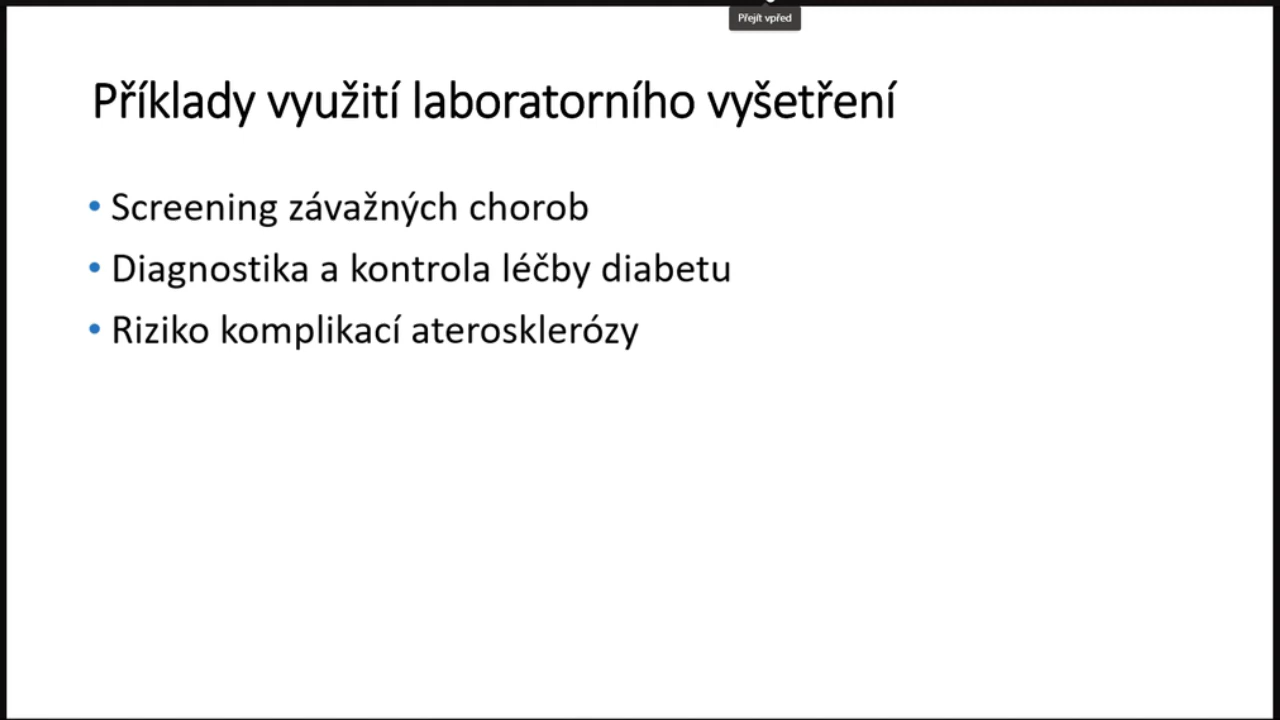 Přejít vpřed
Příklady využití laboratorního vyšetření
• Screening závažných chorob
• Diagnostika a kontrola léčby diabetu
• Riziko komplikací aterosklerózy